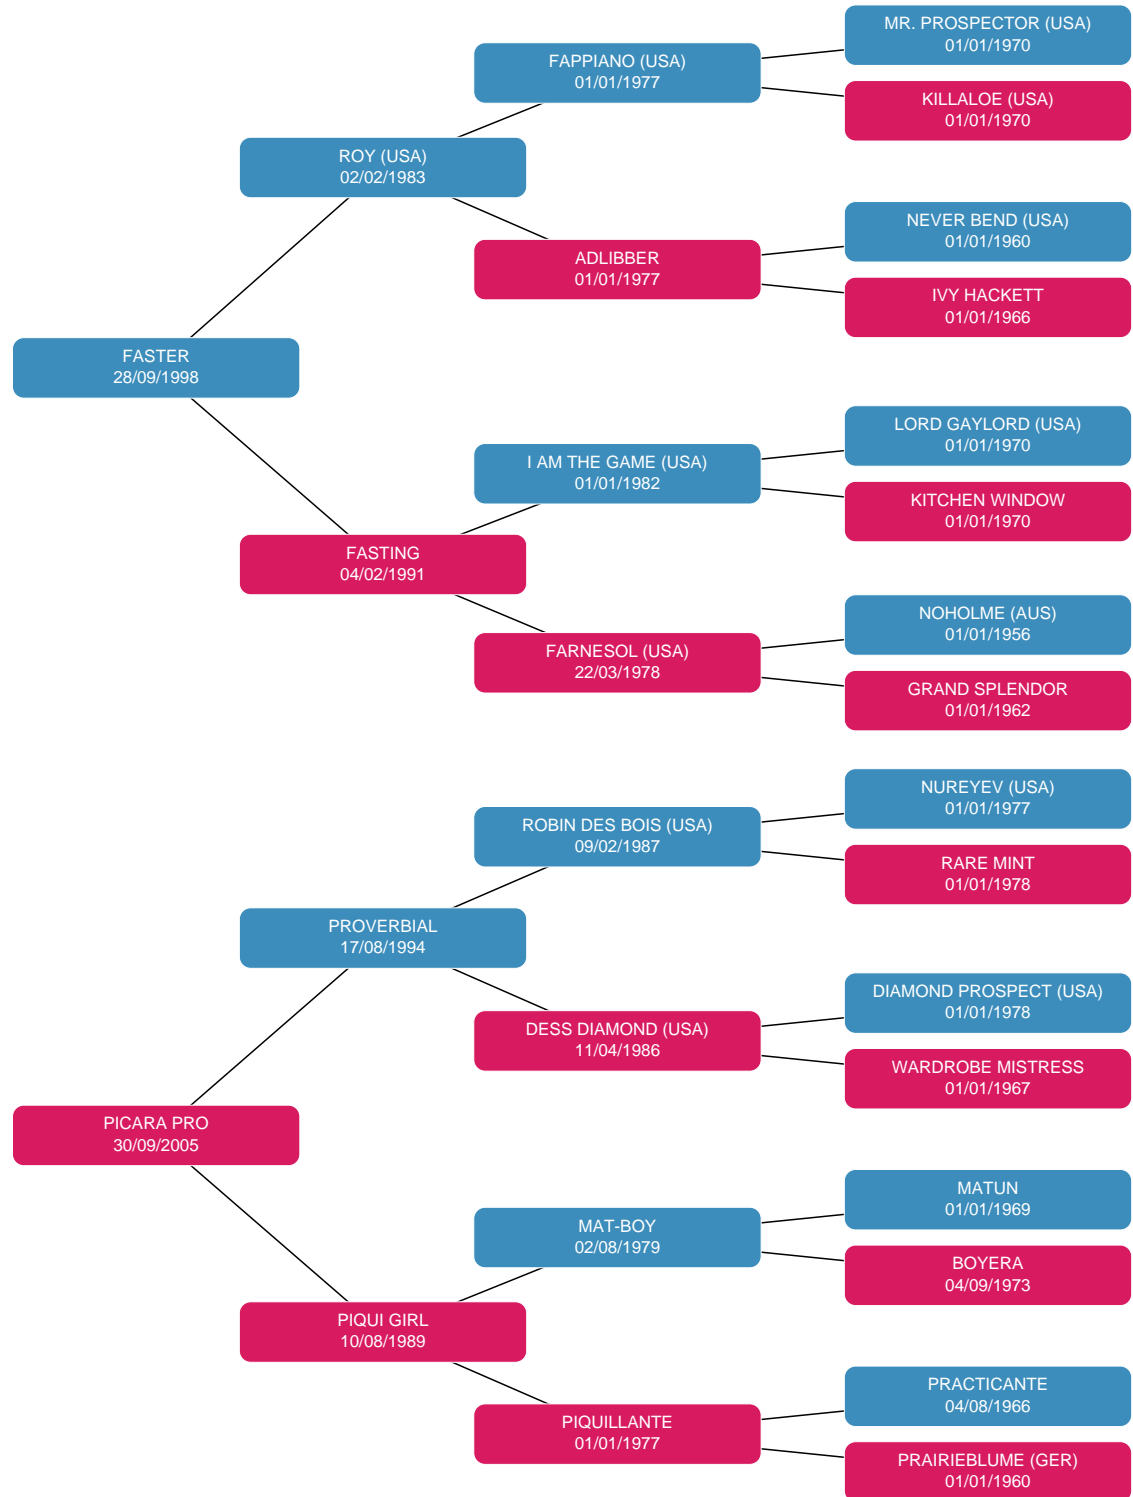 MR. PROSPECTOR (USA)
01/01/1970
FAPPIANO (USA)
01/01/1977
KILLALOE (USA)
01/01/1970
ROY (USA)
02/02/1983
NEVER BEND (USA)
01/01/1960
ADLIBBER
01/01/1977
IVY HACKETT
01/01/1966
FASTER
28/09/1998
LORD GAYLORD (USA)
01/01/1970
I AM THE GAME (USA)
01/01/1982
KITCHEN WINDOW
01/01/1970
FASTING
04/02/1991
NOHOLME (AUS)
01/01/1956
FARNESOL (USA)
22/03/1978
GRAND SPLENDOR
01/01/1962
NUREYEV (USA)
01/01/1977
ROBIN DES BOIS (USA)
09/02/1987
RARE MINT
01/01/1978
PROVERBIAL
17/08/1994
DIAMOND PROSPECT (USA)
01/01/1978
DESS DIAMOND (USA)
11/04/1986
WARDROBE MISTRESS
01/01/1967
PICARA PRO
30/09/2005
MATUN
01/01/1969
MAT-BOY
02/08/1979
BOYERA
04/09/1973
PIQUI GIRL
10/08/1989
PRACTICANTE
04/08/1966
PIQUILLANTE
01/01/1977
PRAIRIEBLUME (GER)
01/01/1960